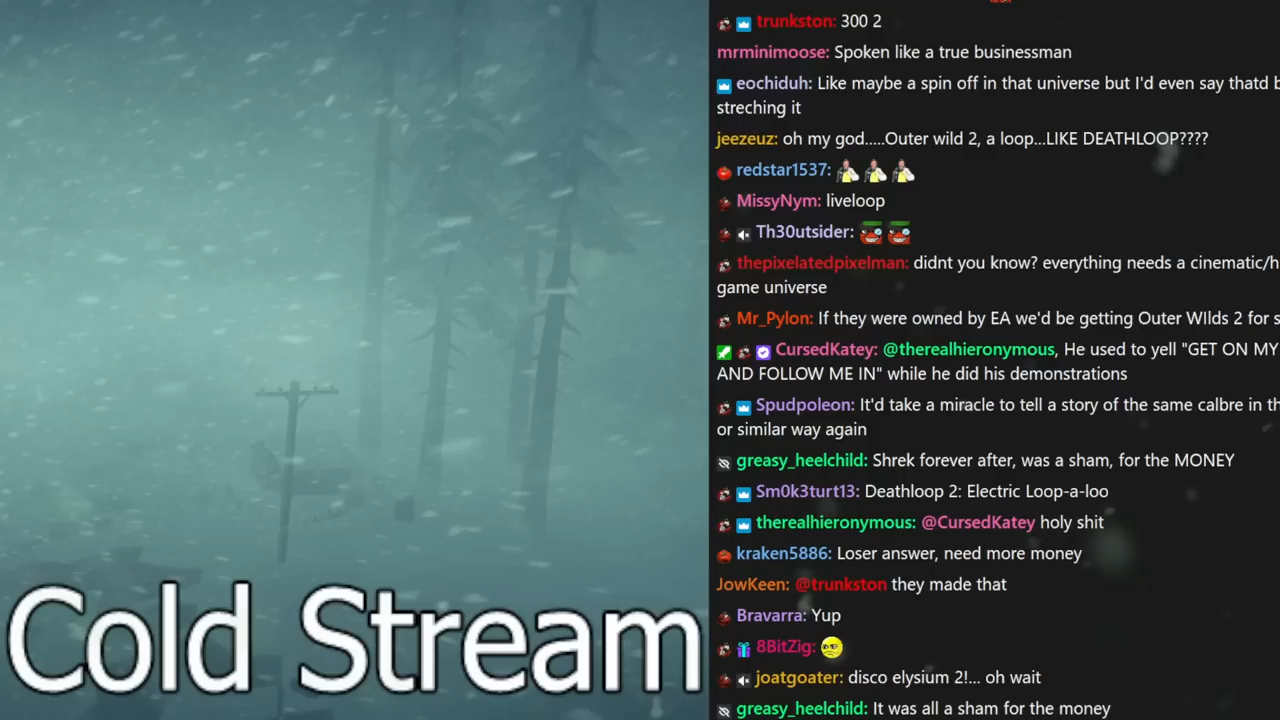 trunkston: 300 2
mrminimoose: Spoken like a true businessman
eochiduh: Like maybe a spin off in that universe but I'd even say thatd b
streching it
jeezeuz: oh my god.....Outer wild 2, a loop...LIKE DEATHLOOP????
redstar1537:
MissyNym: liveloop
Th30utsider:
thepixelatedpixelman: didnt you know? everything needs a cinematic/h
game universe
Mr_Pylon: If they were owned by EA we'd be getting Outer WIlds 2 for s
CursedKatey: @therealhieronymous, He used to yell "GET ON MY
AND FOLLOW ME IN" while he did his demonstrations
Spudpoleon: It'd take a miracle to tell a story of the same calbre in th
or similar way again
greasy_heelchild: Shrek forever after, was a sham, for the MONEY
Sm0k3turt13: Deathloop 2: Electric Loop-a-loo
therealhieronymous: @CursedKatey holy shit
kraken5886: Loser answer, need more money
JowKeen: @trunkston they made that
Bravarra: Yup
8BitZig:
joatgoater: disco elysium 2!... oh wait
greasy_heelchild: It was all a sham for the money
Cold Stream